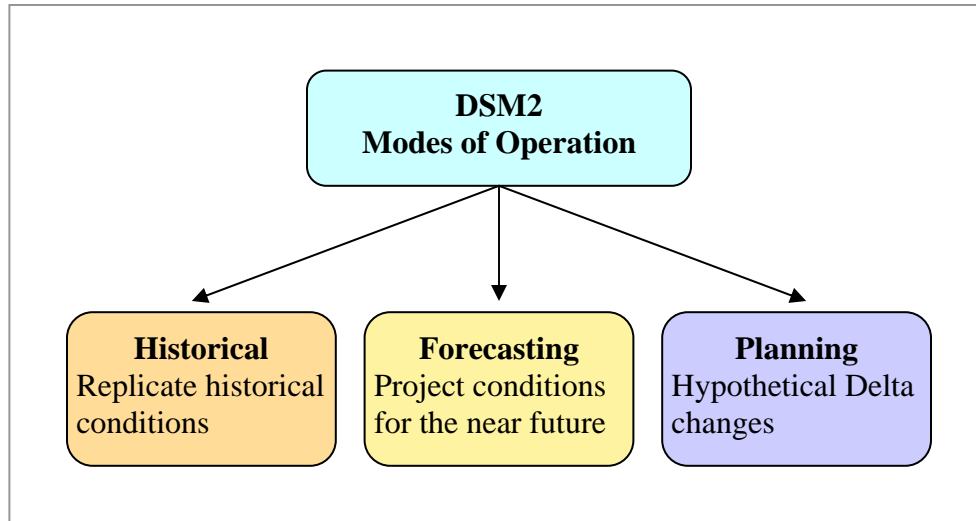 DSM2
Modes of Operation
Historical
Replicate historical
conditions
Forecasting
Project conditions
for the near future
Planning
Hypothetical Delta
changes